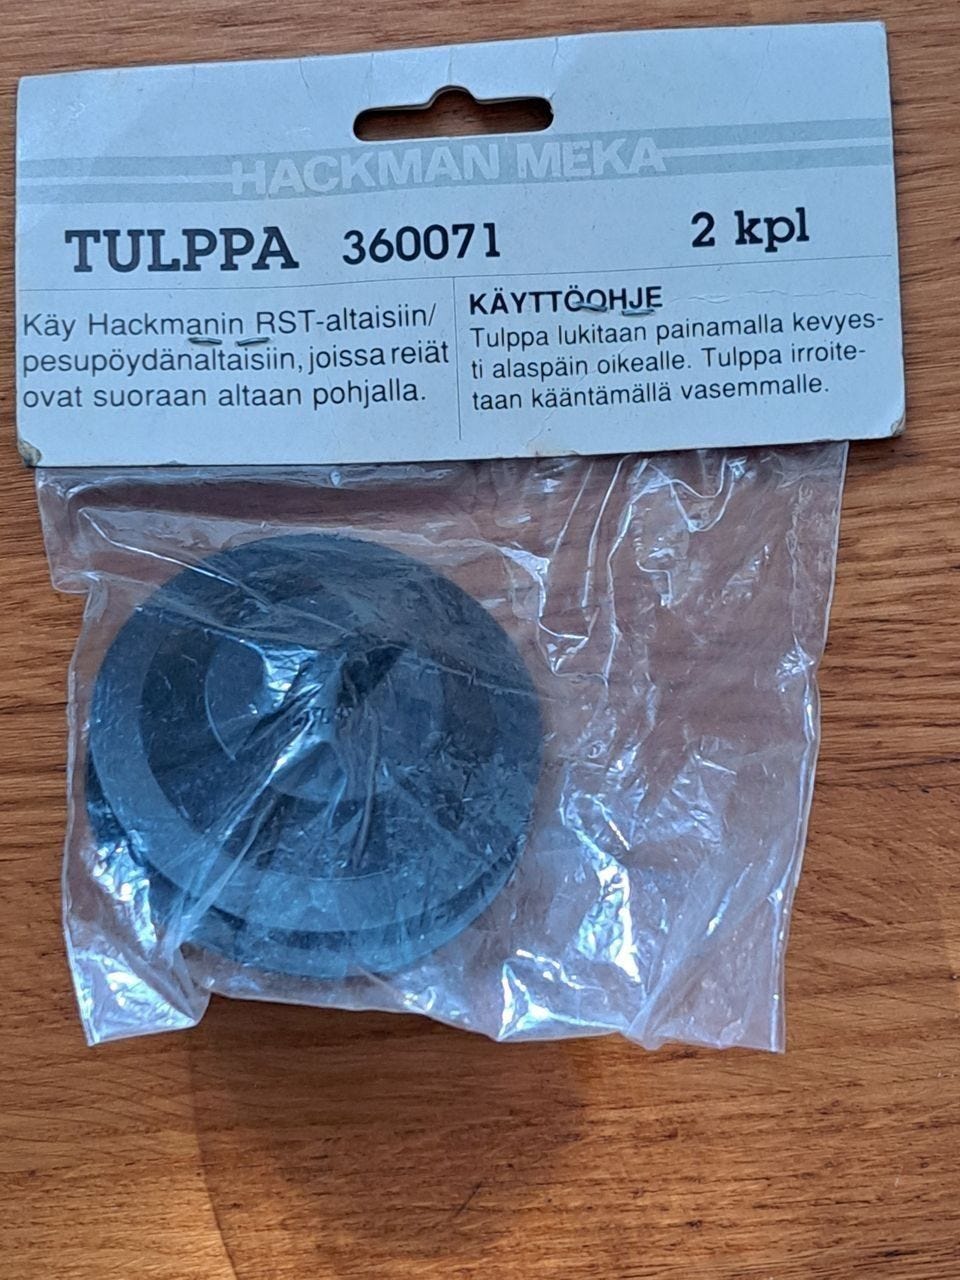 HACKMAN MEKA
TULPPA 360071 2 kpl
Käy Hackmanin RST-altaisiin/
pesupöydänaltaisiin, joissa reiät
ovat suoraan altaan pohjalla.
KÄYTTÖOHJE
Tulppa lukitaan painamalla kevyes-
ti alaspäin oikealle. Tulppa irroite-
taan kääntämällä vasemmalle.